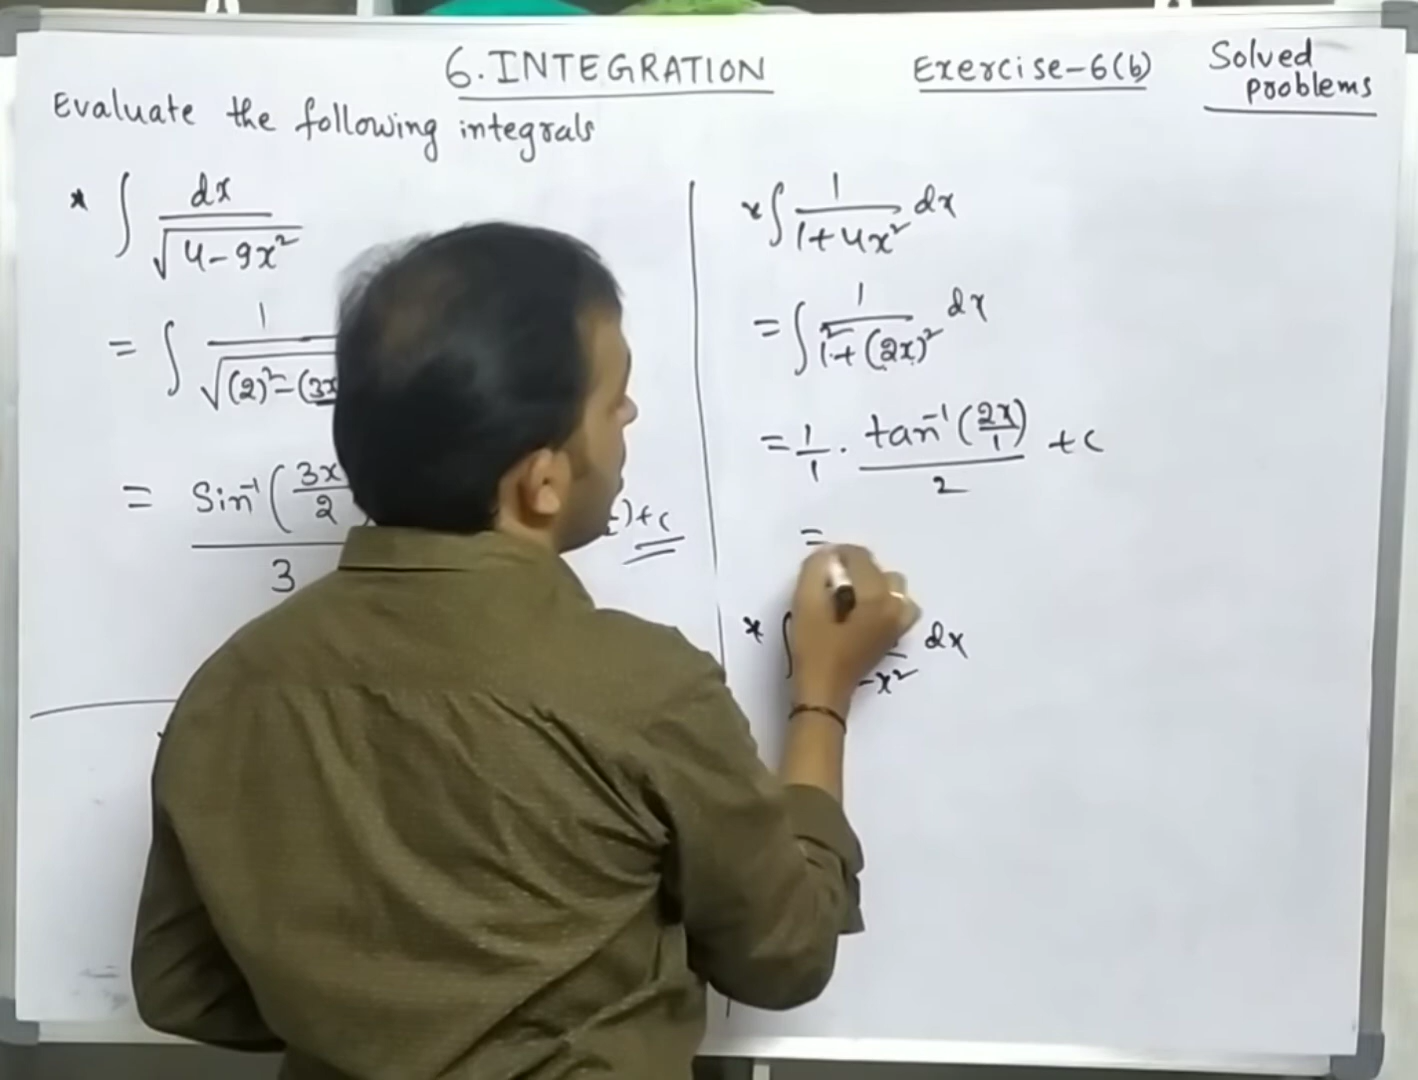 6. INTEGRATION
Exercise-6(b)
Solved
problems
Evaluate the following integrals
* ∫ dx / √(4-9x²)
= ∫ 1 / √((2)²-(3x
= Sin⁻¹(3x/2 / 3
)+c
* ∫ 1/(1+4x²) dx
= ∫ 1/(1²+(2x)²) dx
= 1/1 · tan⁻¹(2x/1) / 2 +c
=
* ∫ -x² dx